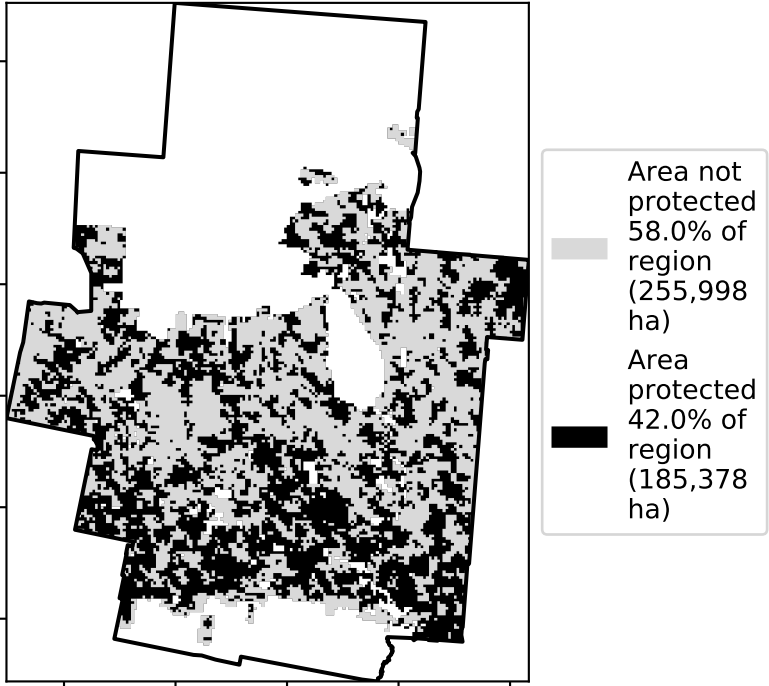 Area not
protected
58.0% of
region
(255,998
ha)
Area
protected
42.0% of
region
(185,378
ha)